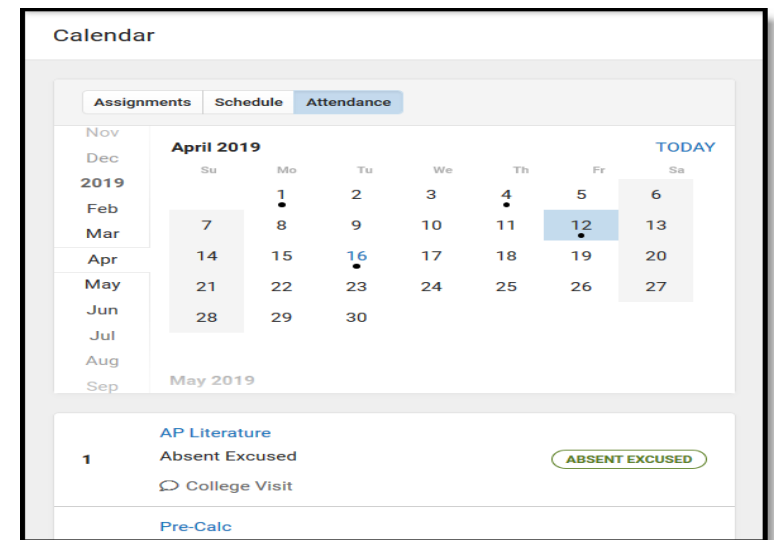 Calendar
Assignments Schedule Attendance
Nov
Dec
2019
Feb
Mar
Apr
May
Jun
Jul
Aug
Sep
April 2019 TODAY
Su Mo Tu We Th Fr Sa
1 2 3 4 5 6
7 8 9 10 11 12 13
14 15 16 17 18 19 20
21 22 23 24 25 26 27
28 29 30
May 2019
AP Literature
1 Absent Excused ABSENT EXCUSED
College Visit
Pre-Calc